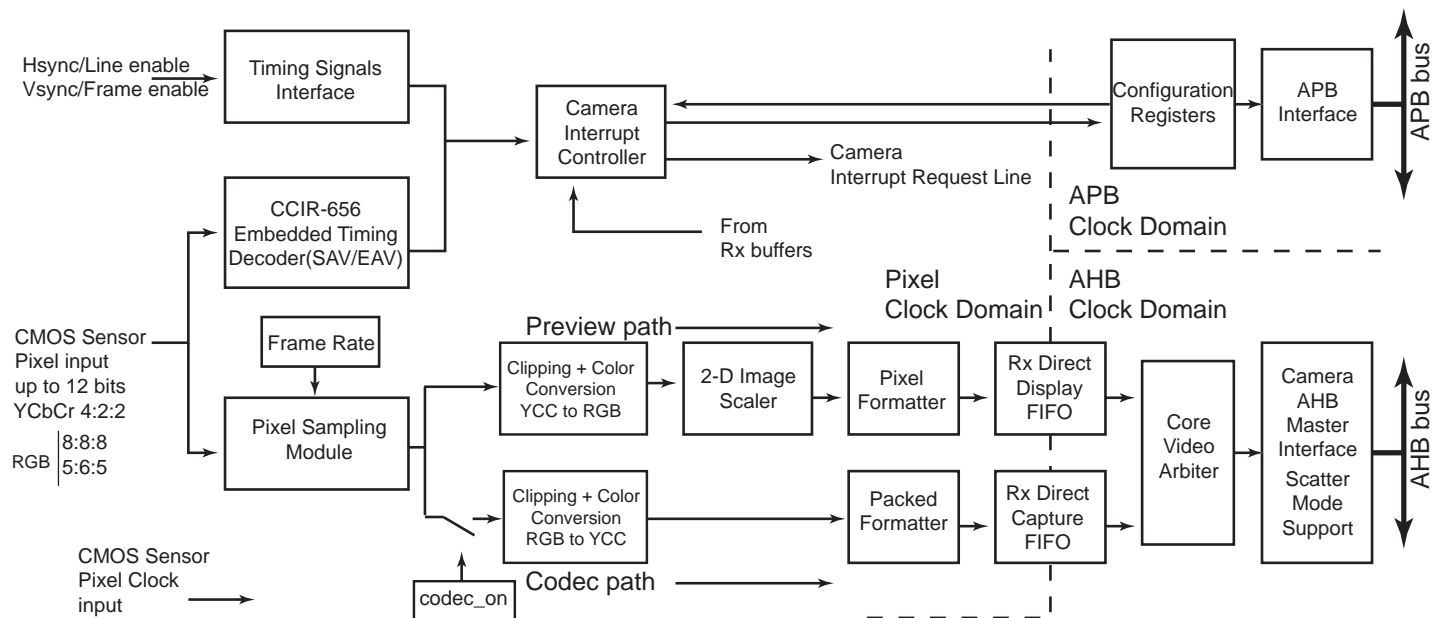 Hsync/Line enable
Vsync/Frame enable
Timing Signals
Interface
Camera
Interrupt
Controller
Configuration
Registers
APB
Interface
APB bus
Camera
Interrupt Request Line
APB
Clock Domain
CCIR-656
Embedded Timing
Decoder(SAV/EAV)
From
Rx buffers
Pixel
Clock Domain
AHB
Clock Domain
CMOS Sensor
Pixel input
up to 12 bits
YCbCr 4:2:2
RGB
8:8:8
5:6:5
Frame Rate
Pixel Sampling
Module
Preview path
Clipping + Color
Conversion
YCC to RGB
2-D Image
Scaler
Pixel
Formatter
Rx Direct
Display
FIFO
Core
Video
Arbiter
Camera
AHB
Master
Interface
Scatter
Mode
Support
AHB bus
Clipping + Color
Conversion
RGB to YCC
Packed
Formatter
Rx Direct
Capture
FIFO
Codec path
codec_on
CMOS Sensor
Pixel Clock
input